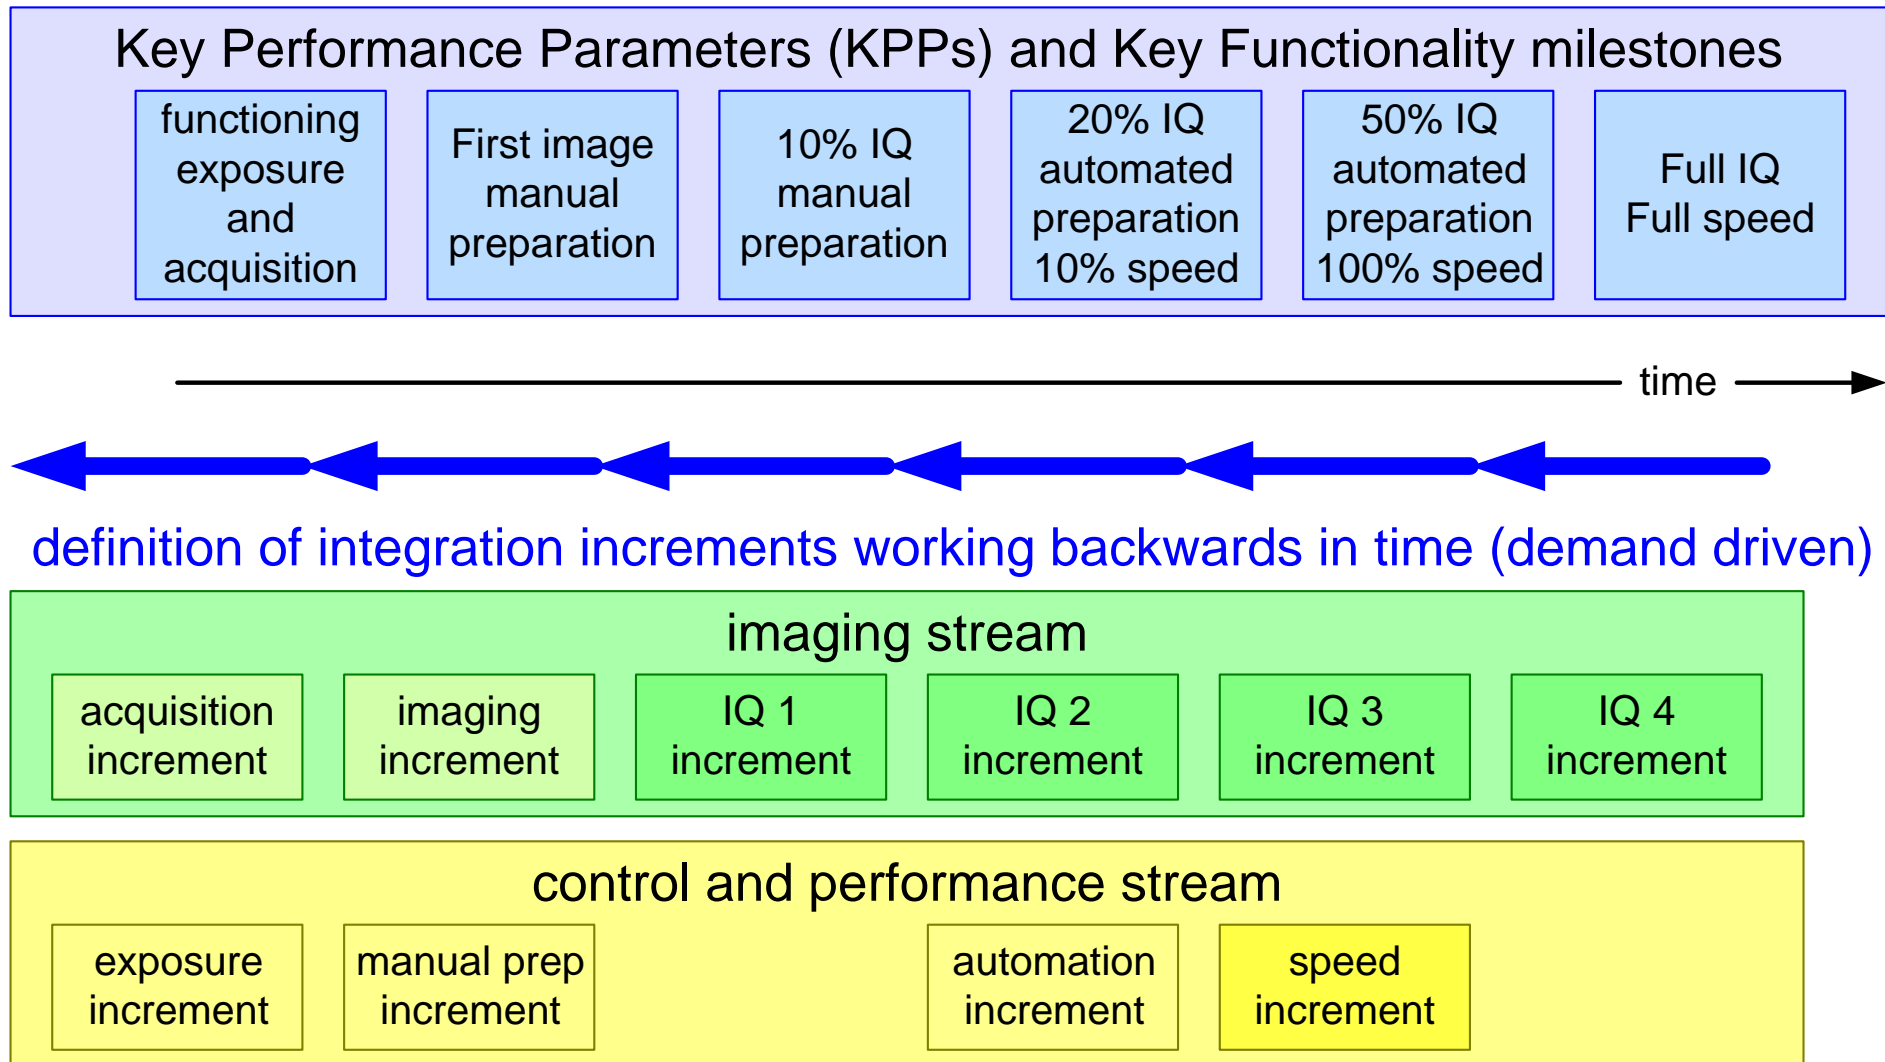 Key Performance Parameters (KPPs) and Key Functionality milestones
functioning
exposure
and
acquisition
First image
manual
preparation
10% IQ
manual
preparation
20% IQ
automated
preparation
10% speed
50% IQ
automated
preparation
100% speed
Full IQ
Full speed
time
definition of integration increments working backwards in time (demand driven)
imaging stream
acquisition
increment
imaging
increment
IQ 1
increment
IQ 2
increment
IQ 3
increment
IQ 4
increment
control and performance stream
exposure
increment
manual prep
increment
automation
increment
speed
increment